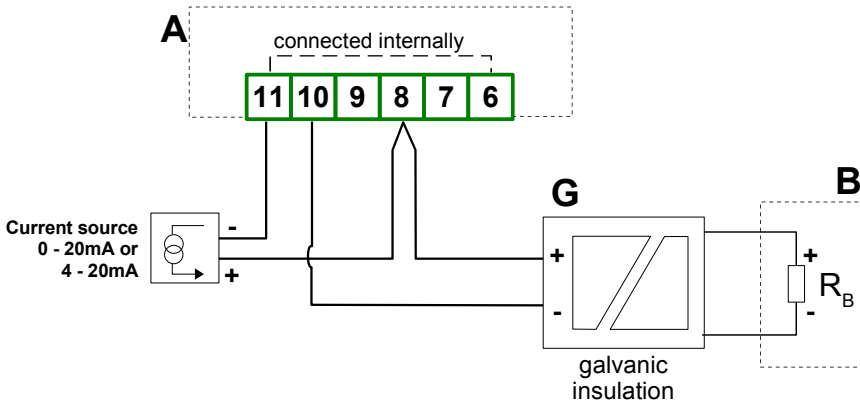 A
connected internally
11 10 9 8 7 6
G
B
Current source
0 - 20mA or
4 - 20mA
-
+
+
-
+
R_B
-
galvanic
insulation